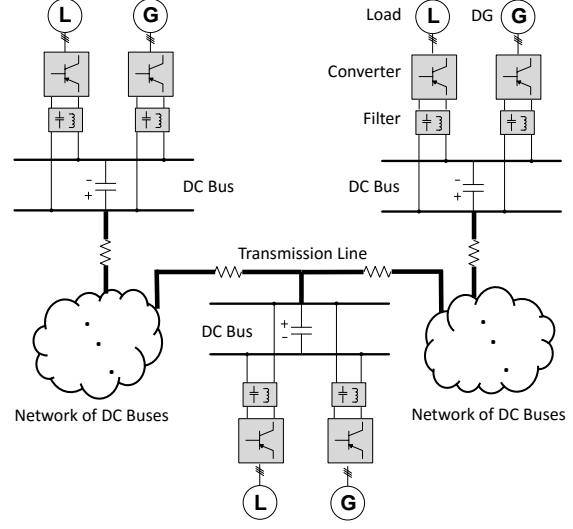 L G
Load L DG G
Converter
Filter
− + DC Bus
DC Bus − +
Transmission Line
DC Bus + −
Network of DC Buses
Network of DC Buses
L G